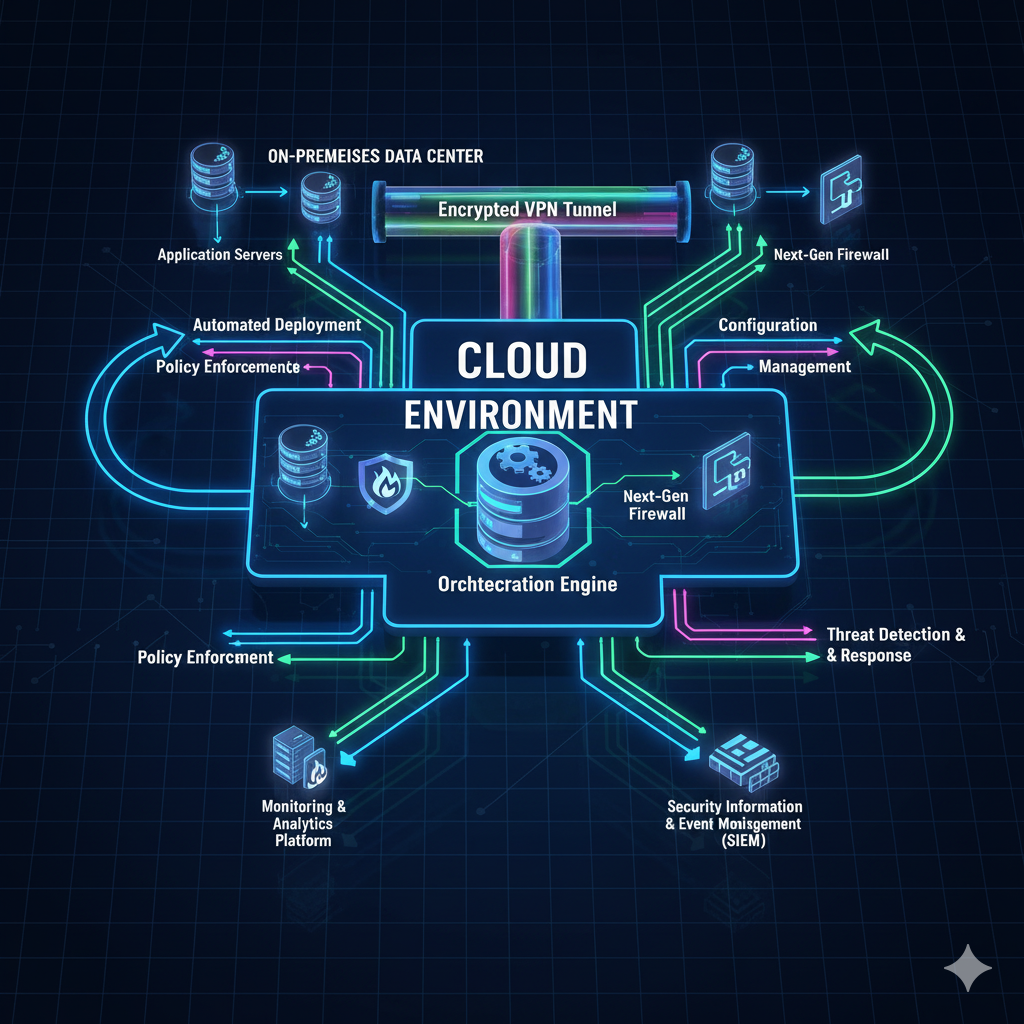 ON-PREMEISES DATA CENTER
Encrypted VPN Tunnel
Application Servers
Next-Gen Firewall
Automated Deployment
Configuration
Policy Enforcements
Management
CLOUD
ENVIRONMENT
Next-Gen
Firewall
Orchtecration Engine
Policy Enforcment
Threat Detection &
& Response
Monitoring &
Analytics
Platform
Security Information
& Event Moisgement
(SIEM)